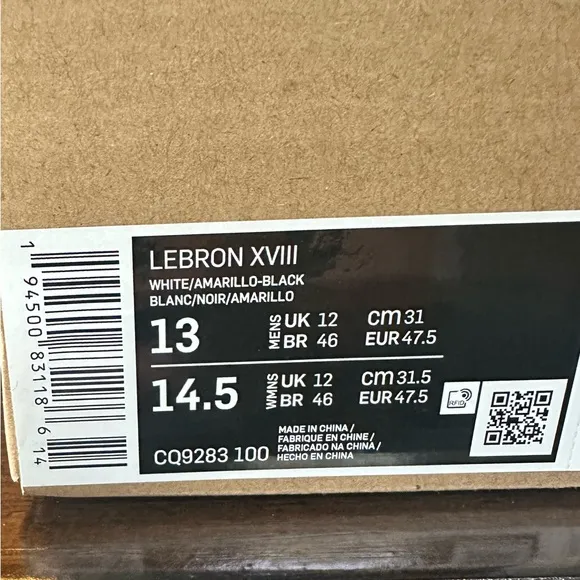 LEBRON XVIII
WHITE/AMARILLO-BLACK
BLANC/NOIR/AMARILLO
13 MENS UK 12 CM 31
BR 46 EUR 47.5
14.5 WMNS UK 12 CM 31.5
BR 46 EUR 47.5
RFID
MADE IN CHINA /
FABRIQUE EN CHINE /
FABRICADO NA CHINA /
CQ9283 100 HECHO EN CHINA
1 94500 83118 6 14